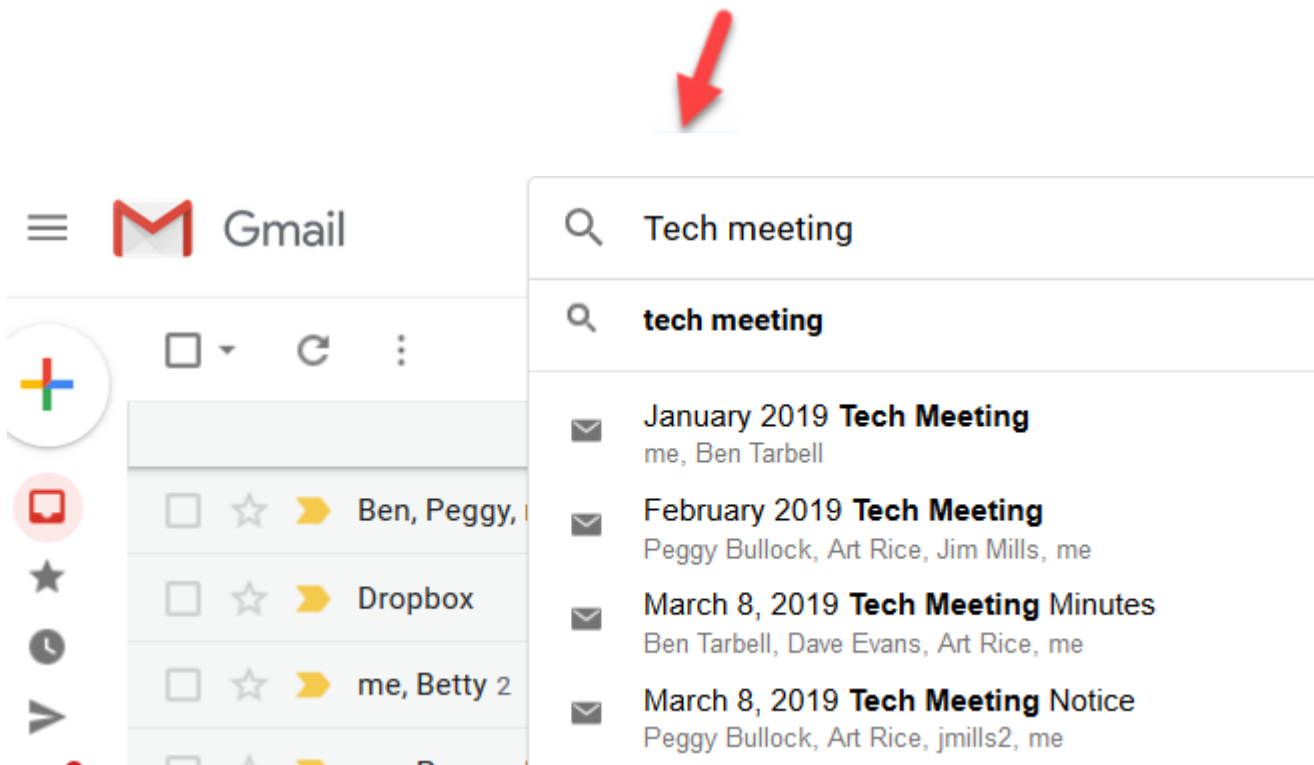 Gmail
Tech meeting
tech meeting
January 2019 Tech Meeting
me, Ben Tarbell
February 2019 Tech Meeting
Peggy Bullock, Art Rice, Jim Mills, me
March 8, 2019 Tech Meeting Minutes
Ben Tarbell, Dave Evans, Art Rice, me
March 8, 2019 Tech Meeting Notice
Peggy Bullock, Art Rice, jmills2, me
Ben, Peggy,
Dropbox
me, Betty 2